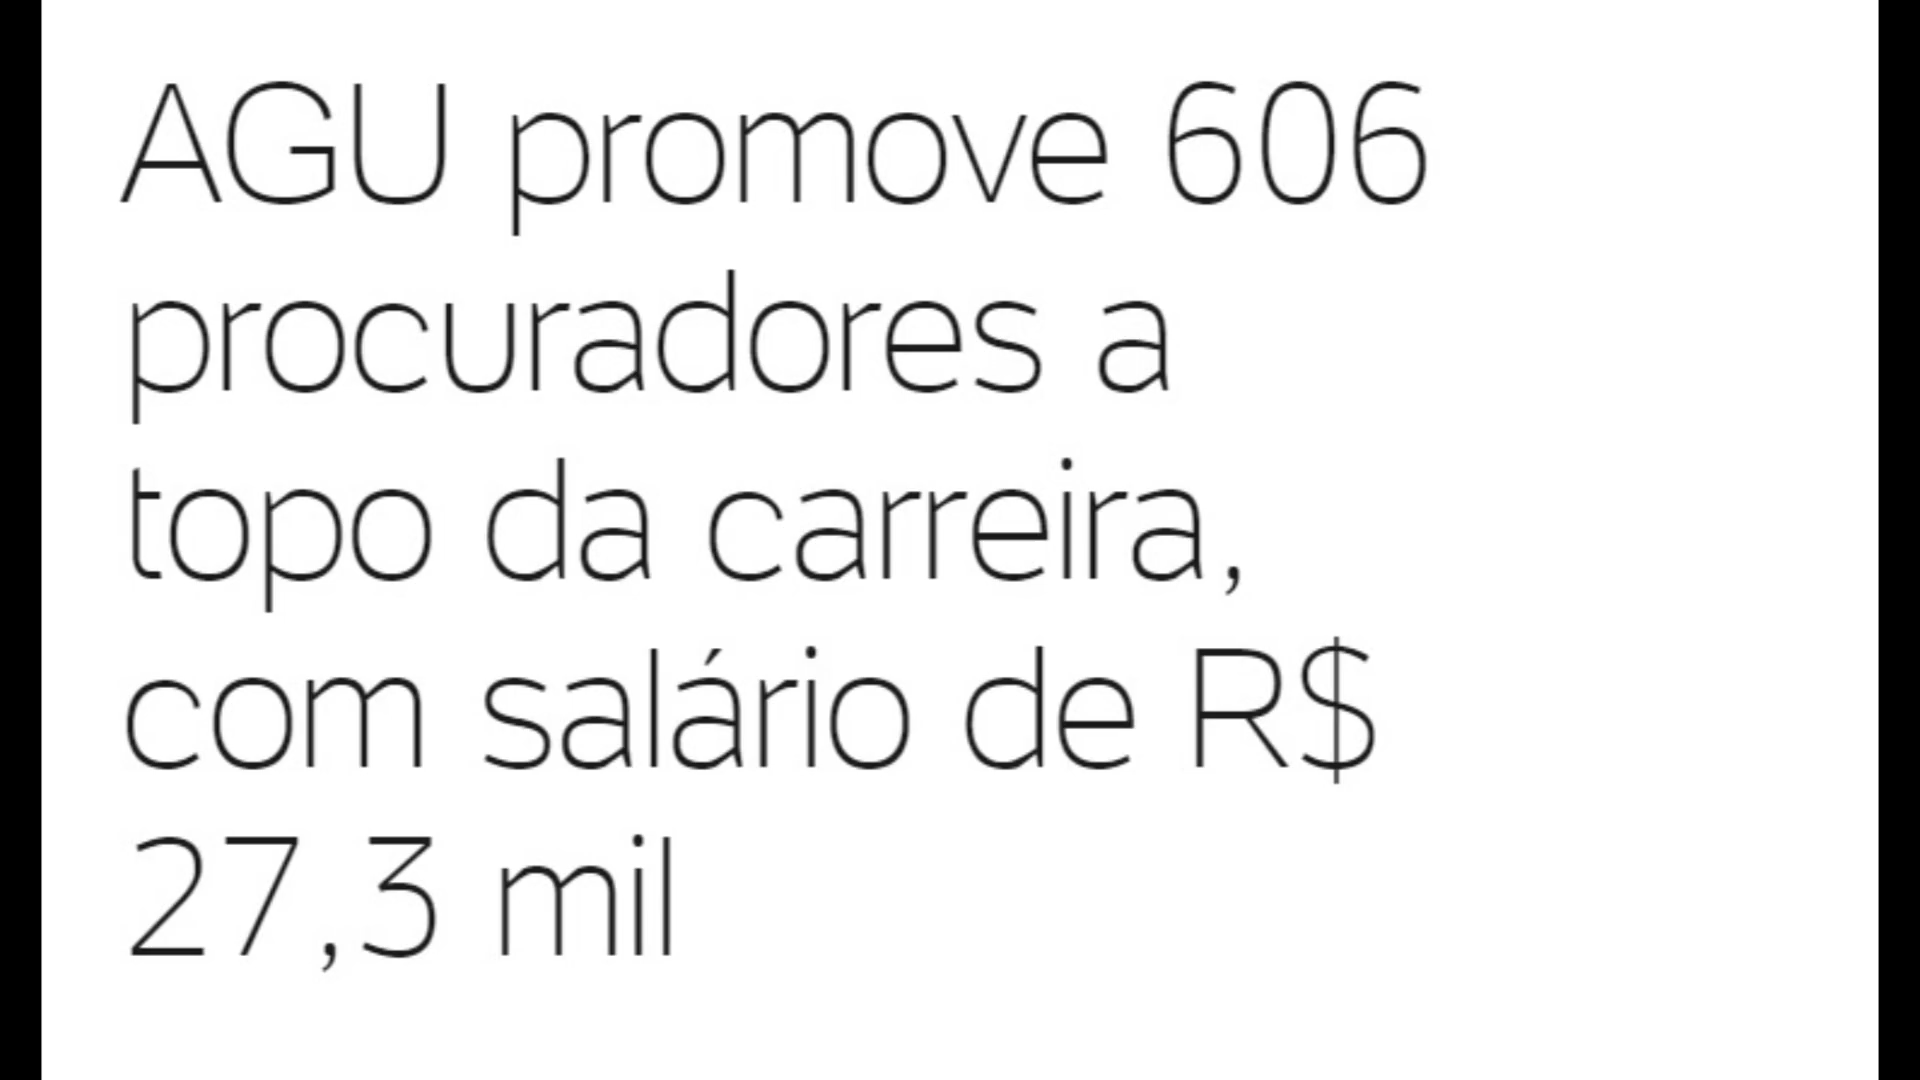 AGU promove 606
procuradores a
topo da carreira,
com salário de R$
27,3 mil